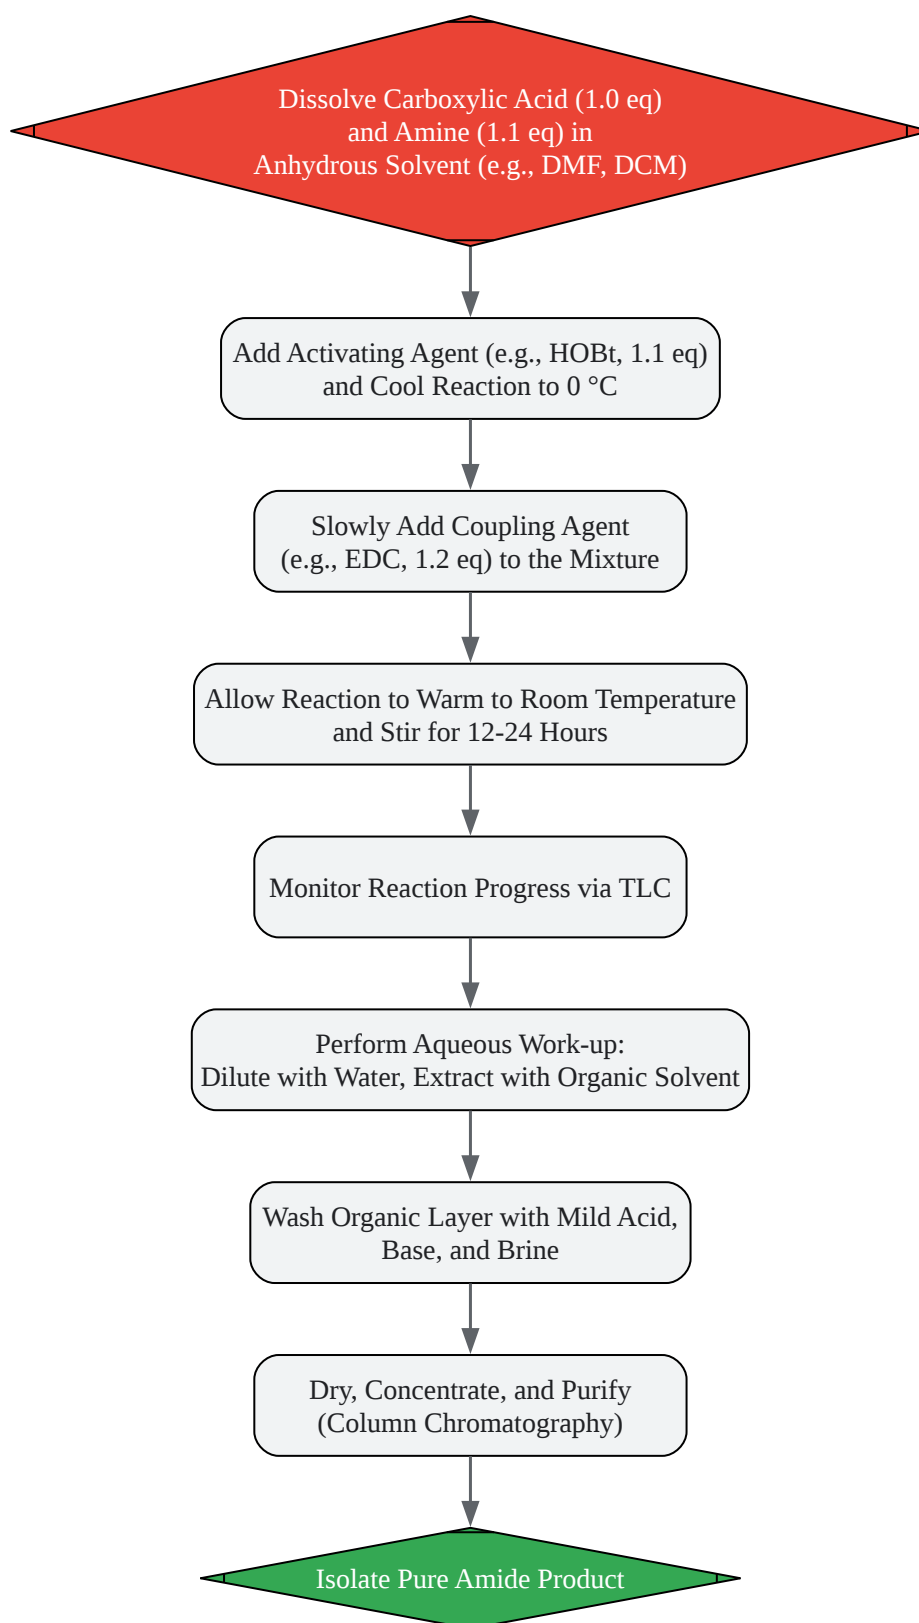 Dissolve Carboxylic Acid (1.0 eq)
and Amine (1.1 eq) in
Anhydrous Solvent (e.g., DMF, DCM)
Add Activating Agent (e.g., HOBt, 1.1 eq)
and Cool Reaction to 0 °C
Slowly Add Coupling Agent
(e.g., EDC, 1.2 eq) to the Mixture
Allow Reaction to Warm to Room Temperature
and Stir for 12-24 Hours
Monitor Reaction Progress via TLC
Perform Aqueous Work-up:
Dilute with Water, Extract with Organic Solvent
Wash Organic Layer with Mild Acid,
Base, and Brine
Dry, Concentrate, and Purify
(Column Chromatography)
Isolate Pure Amide Product